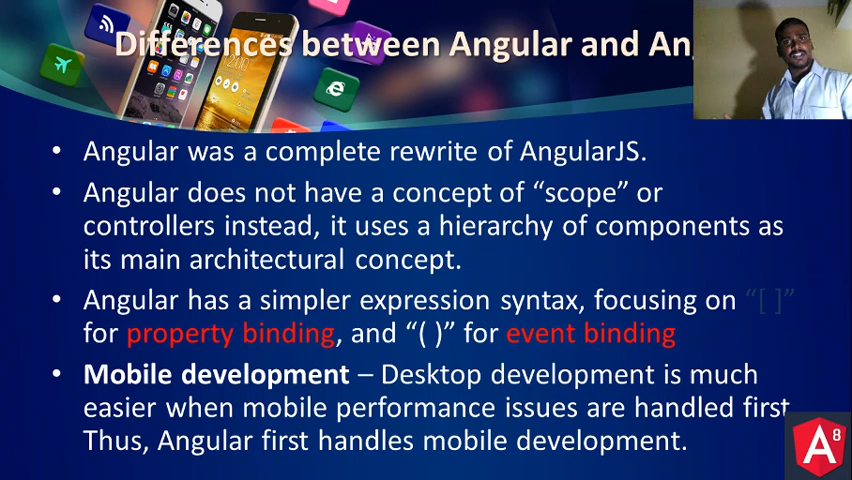 Differences between Angular and An
• Angular was a complete rewrite of AngularJS.
• Angular does not have a concept of “scope” or
controllers instead, it uses a hierarchy of components as
its main architectural concept.
• Angular has a simpler expression syntax, focusing on “[ ]”
for property binding, and “( )” for event binding
• Mobile development – Desktop development is much
easier when mobile performance issues are handled first
Thus, Angular first handles mobile development.
A 8